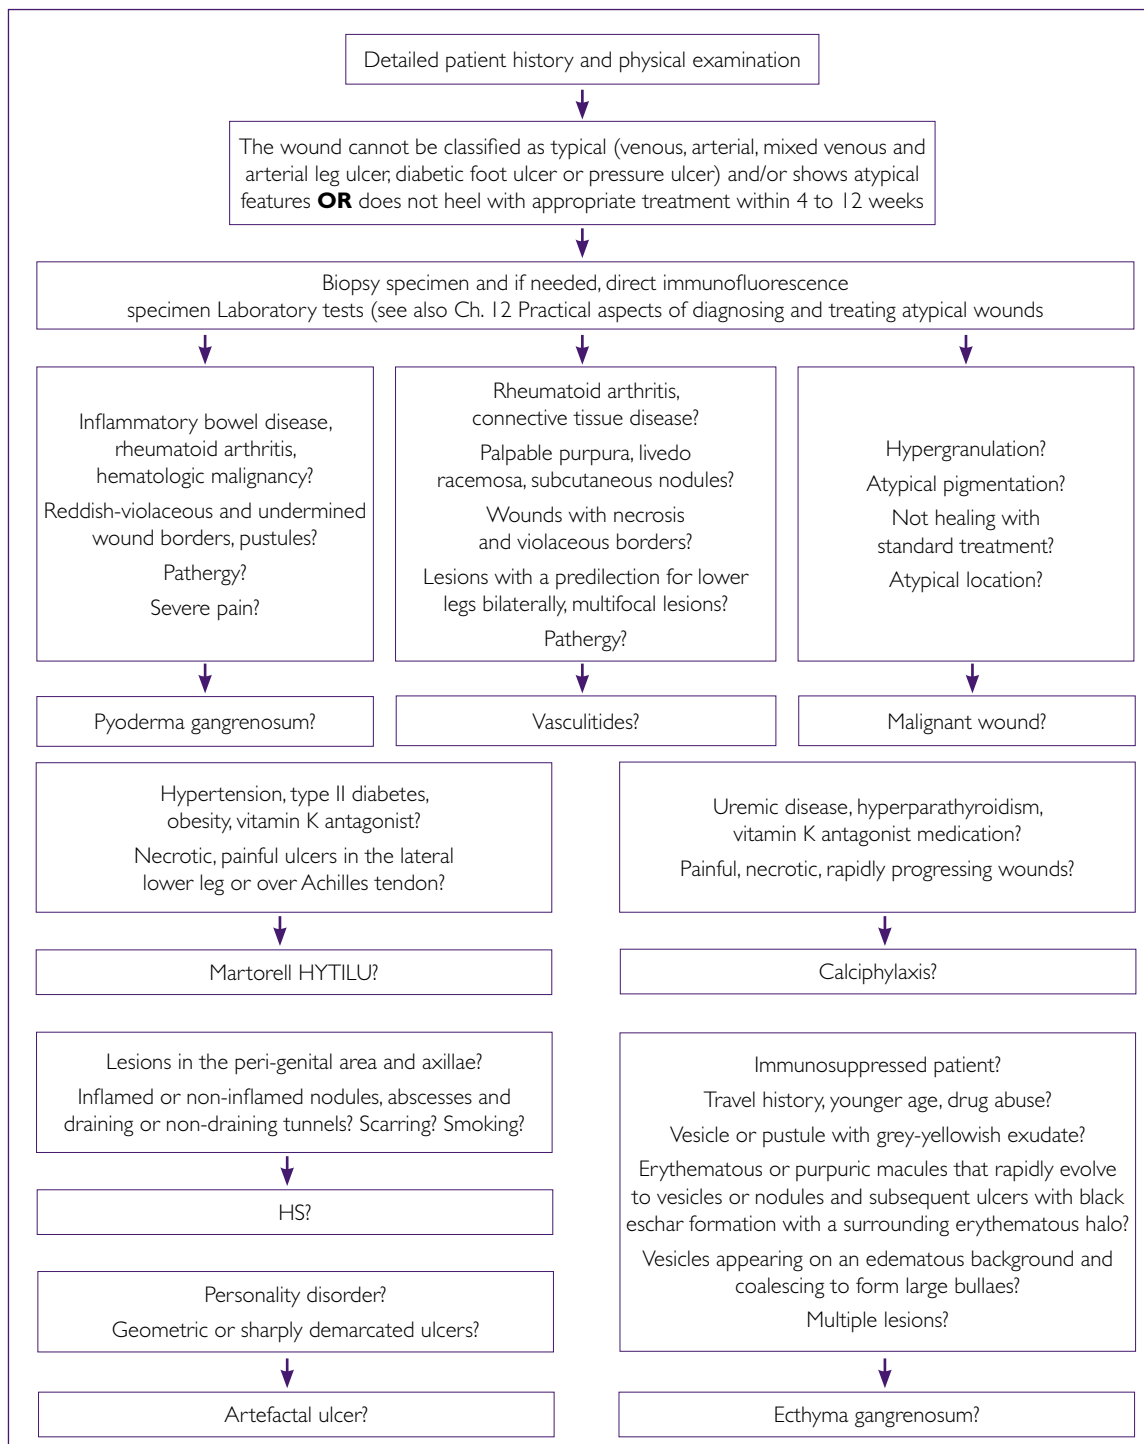 Detailed patient history and physical examination
The wound cannot be classified as typical (venous, arterial, mixed venous and
arterial leg ulcer, diabetic foot ulcer or pressure ulcer) and/or shows atypical
features OR does not heel with appropriate treatment within 4 to 12 weeks
Biopsy specimen and if needed, direct immunofluorescence
specimen Laboratory tests (see also Ch. 12 Practical aspects of diagnosing and treating atypical wounds
Inflammatory bowel disease,
rheumatoid arthritis,
hematologic malignancy?
Reddish-violaceous and undermined
wound borders, pustules?
Pathergy?
Severe pain?
Rheumatoid arthritis,
connective tissue disease?
Palpable purpura, livedo
racemosa, subcutaneous nodules?
Wounds with necrosis
and violaceous borders?
Lesions with a predilection for lower
legs bilaterally, multifocal lesions?
Pathergy?
Hypergranulation?
Atypical pigmentation?
Not healing with
standard treatment?
Atypical location?
Pyoderma gangrenosum?
Vasculitides?
Malignant wound?
Hypertension, type II diabetes,
obesity, vitamin K antagonist?
Necrotic, painful ulcers in the lateral
lower leg or over Achilles tendon?
Uremic disease, hyperparathyroidism,
vitamin K antagonist medication?
Painful, necrotic, rapidly progressing wounds?
Martorell HYTILU?
Calciphylaxis?
Lesions in the peri-genital area and axillae?
Inflamed or non-inflamed nodules, abscesses and
draining or non-draining tunnels? Scarring? Smoking?
HS?
Immunosuppressed patient?
Travel history, younger age, drug abuse?
Vesicle or pustule with grey-yellowish exudate?
Erythematous or purpuric macules that rapidly evolve
to vesicles or nodules and subsequent ulcers with black
eschar formation with a surrounding erythematous halo?
Vesicles appearing on an edematous background and
coalescing to form large bullaes?
Multiple lesions?
Personality disorder?
Geometric or sharply demarcated ulcers?
Artefactal ulcer?
Ecthyma gangrenosum?